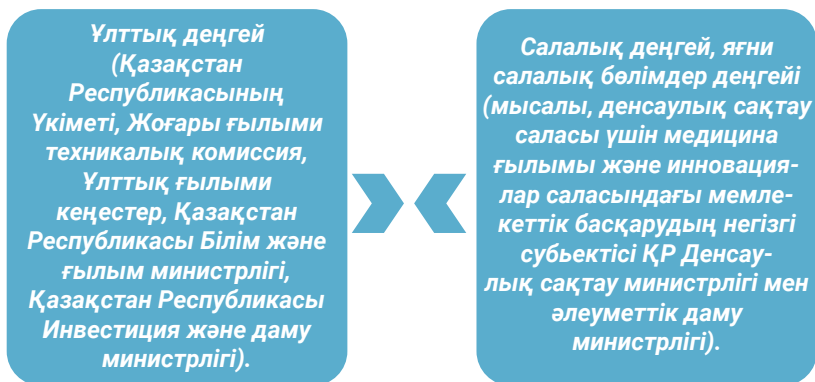 Ұлттық деңгей
(Қазақстан
Республикасының
Үкіметі, Жоғары ғылыми
техникалық комиссия,
Ұлттық ғылыми
кеңестер, Қазақстан
Республикасы Білім және
ғылым министрлігі,
Қазақстан Республикасы
Инвестиция және даму
министрлігі).
Салалық деңгей, яғни
салалық бөлімдер деңгейі
(мысалы, денсаулық сақтау
саласы үшін медицина
ғылымы және инновация-
лар саласындағы мемле-
кеттік басқарудың негізгі
субьектісі ҚР Денсау-
лық сақтау министрлігі мен
әлеуметтік даму
министрлігі).